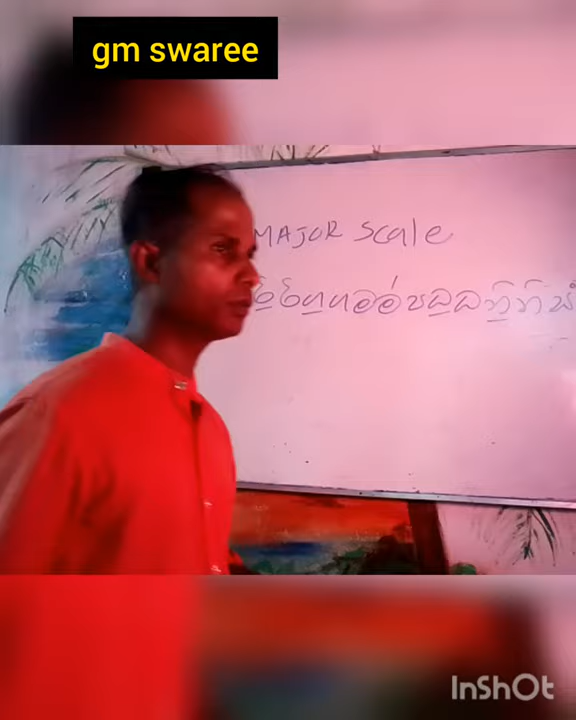 gm swaree
MAJOR Scale
රි රි ග ග ම ම් ප ධ ධ නි නි සං
InShOt